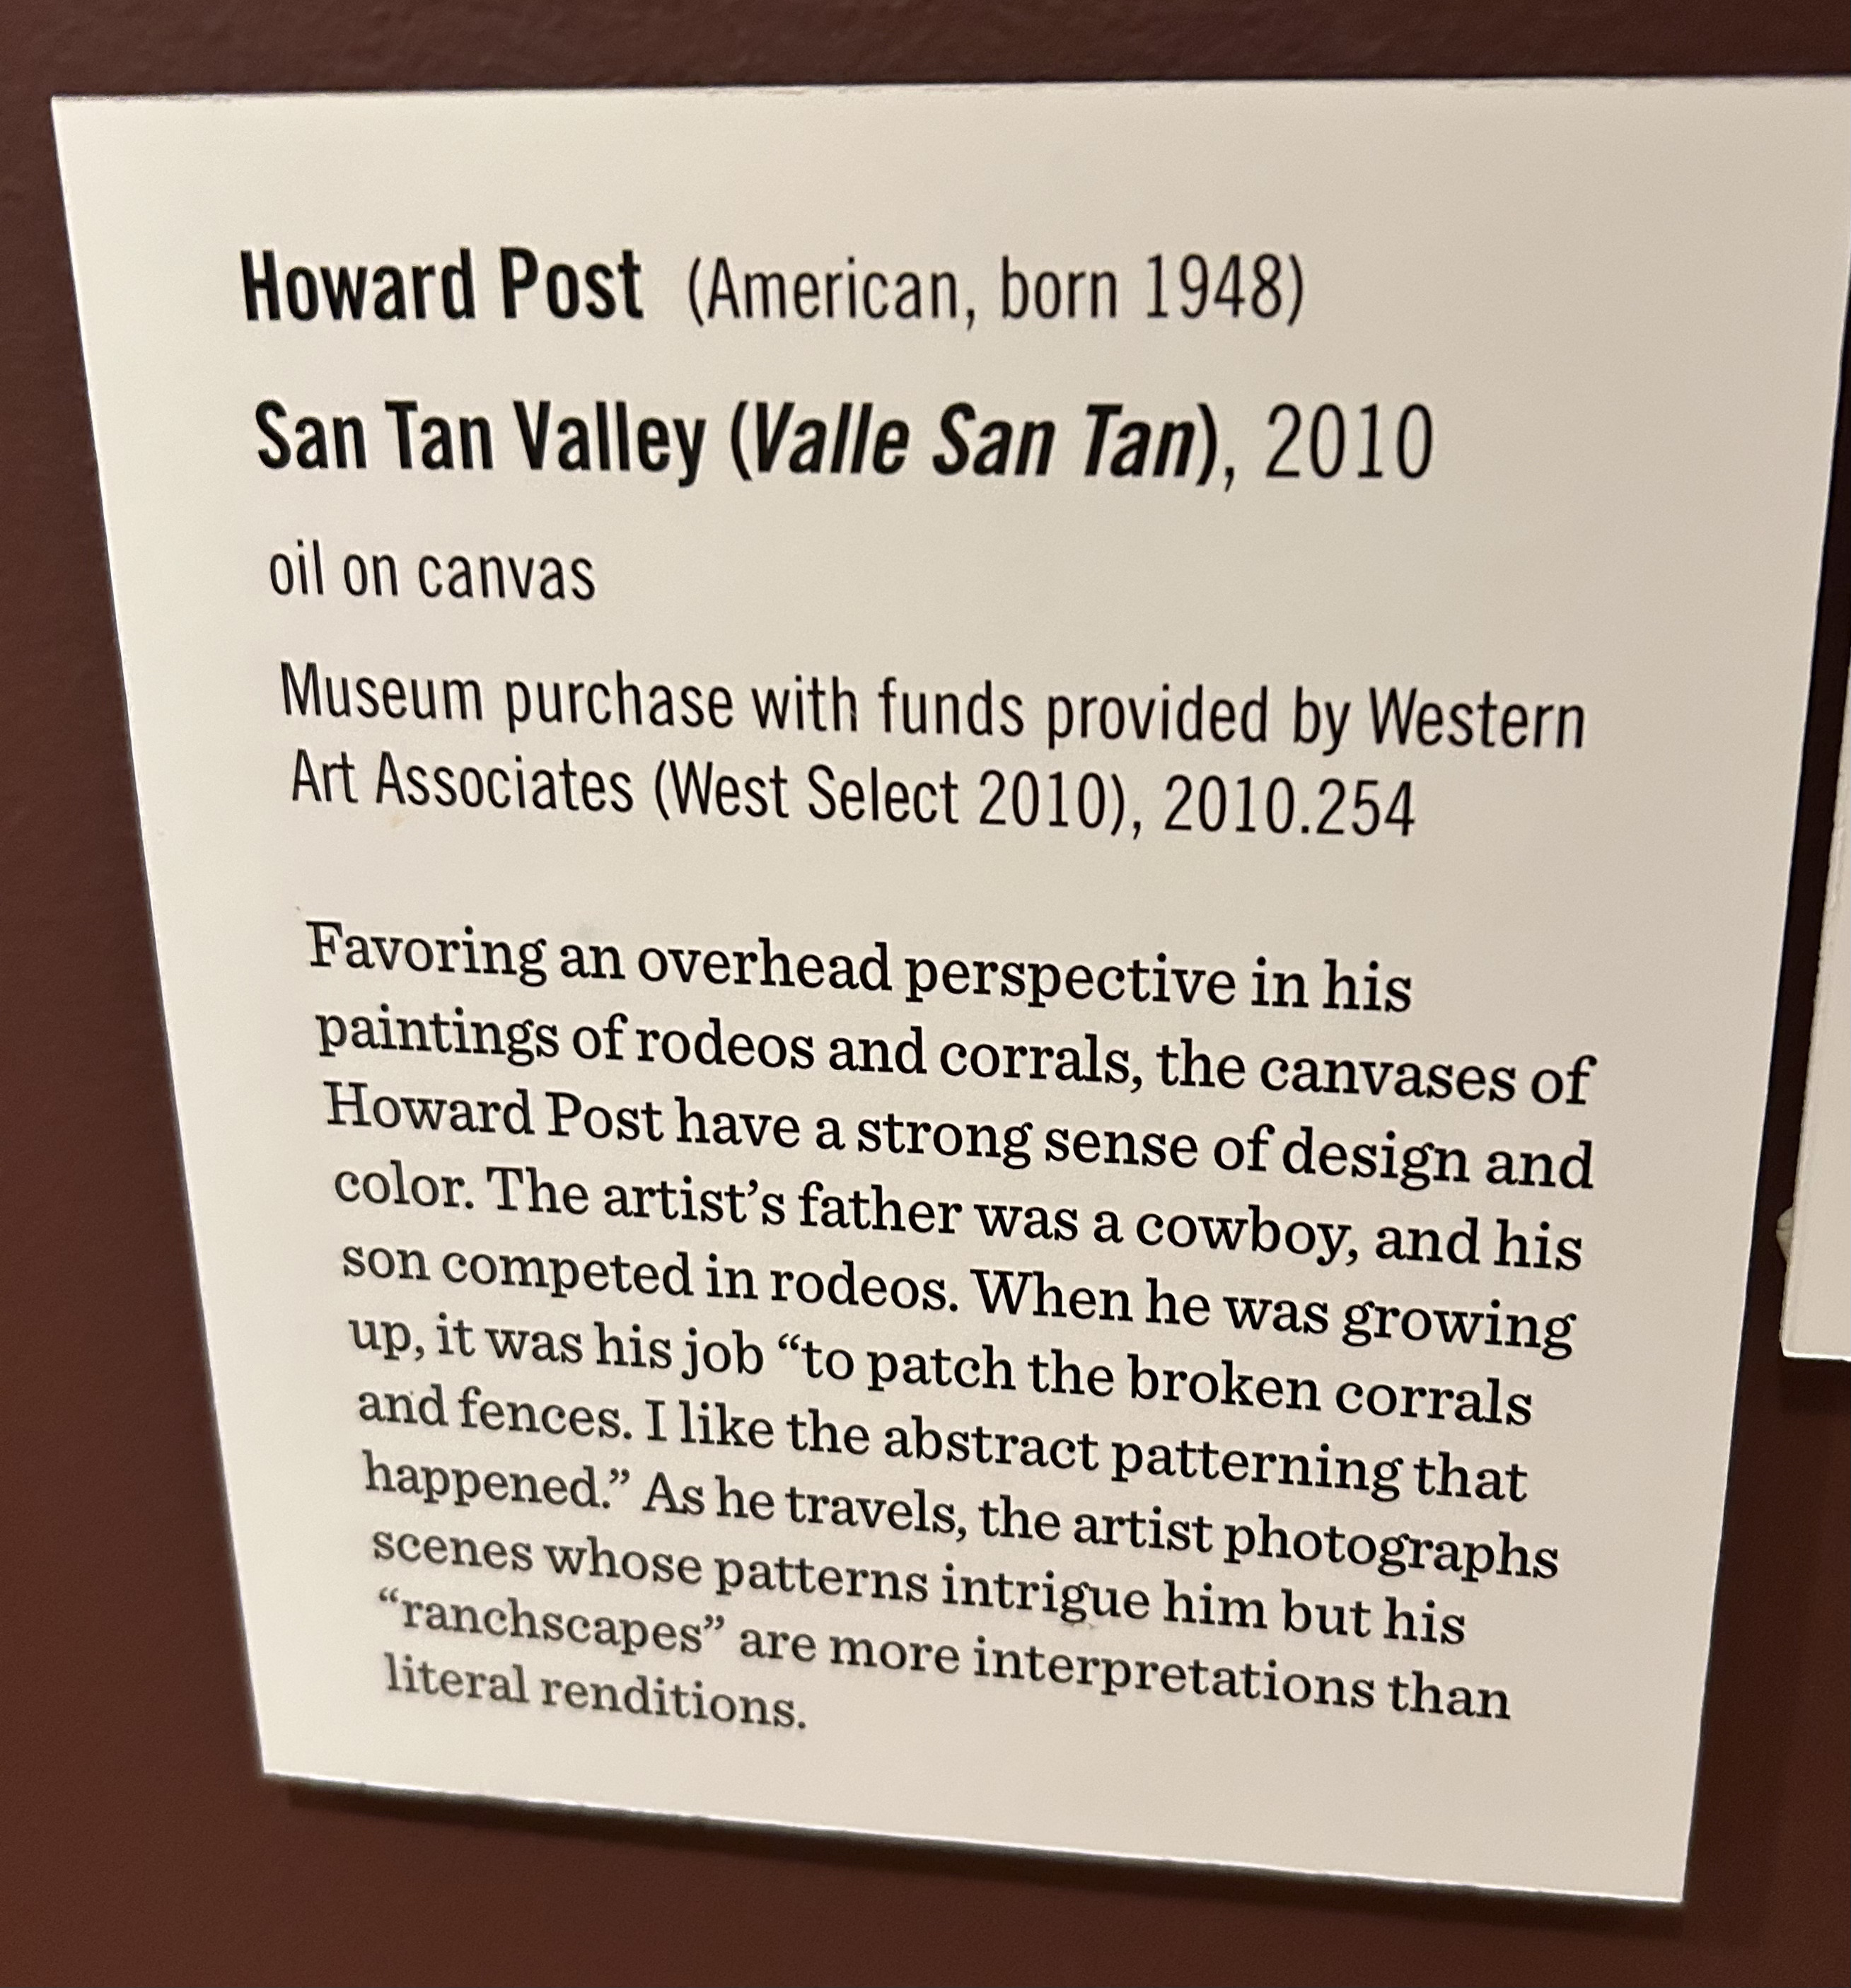 Howard Post (American, born 1948)
San Tan Valley (Valle San Tan), 2010
oil on canvas
Museum purchase with funds provided by Western
Art Associates (West Select 2010), 2010.254
Favoring an overhead perspective in his
paintings of rodeos and corrals, the canvases of
Howard Post have a strong sense of design and
color. The artist’s father was a cowboy, and his
son competed in rodeos. When he was growing
up, it was his job “to patch the broken corrals
and fences. I like the abstract patterning that
happened.” As he travels, the artist photographs
scenes whose patterns intrigue him but his
“ranchscapes” are more interpretations than
literal renditions.